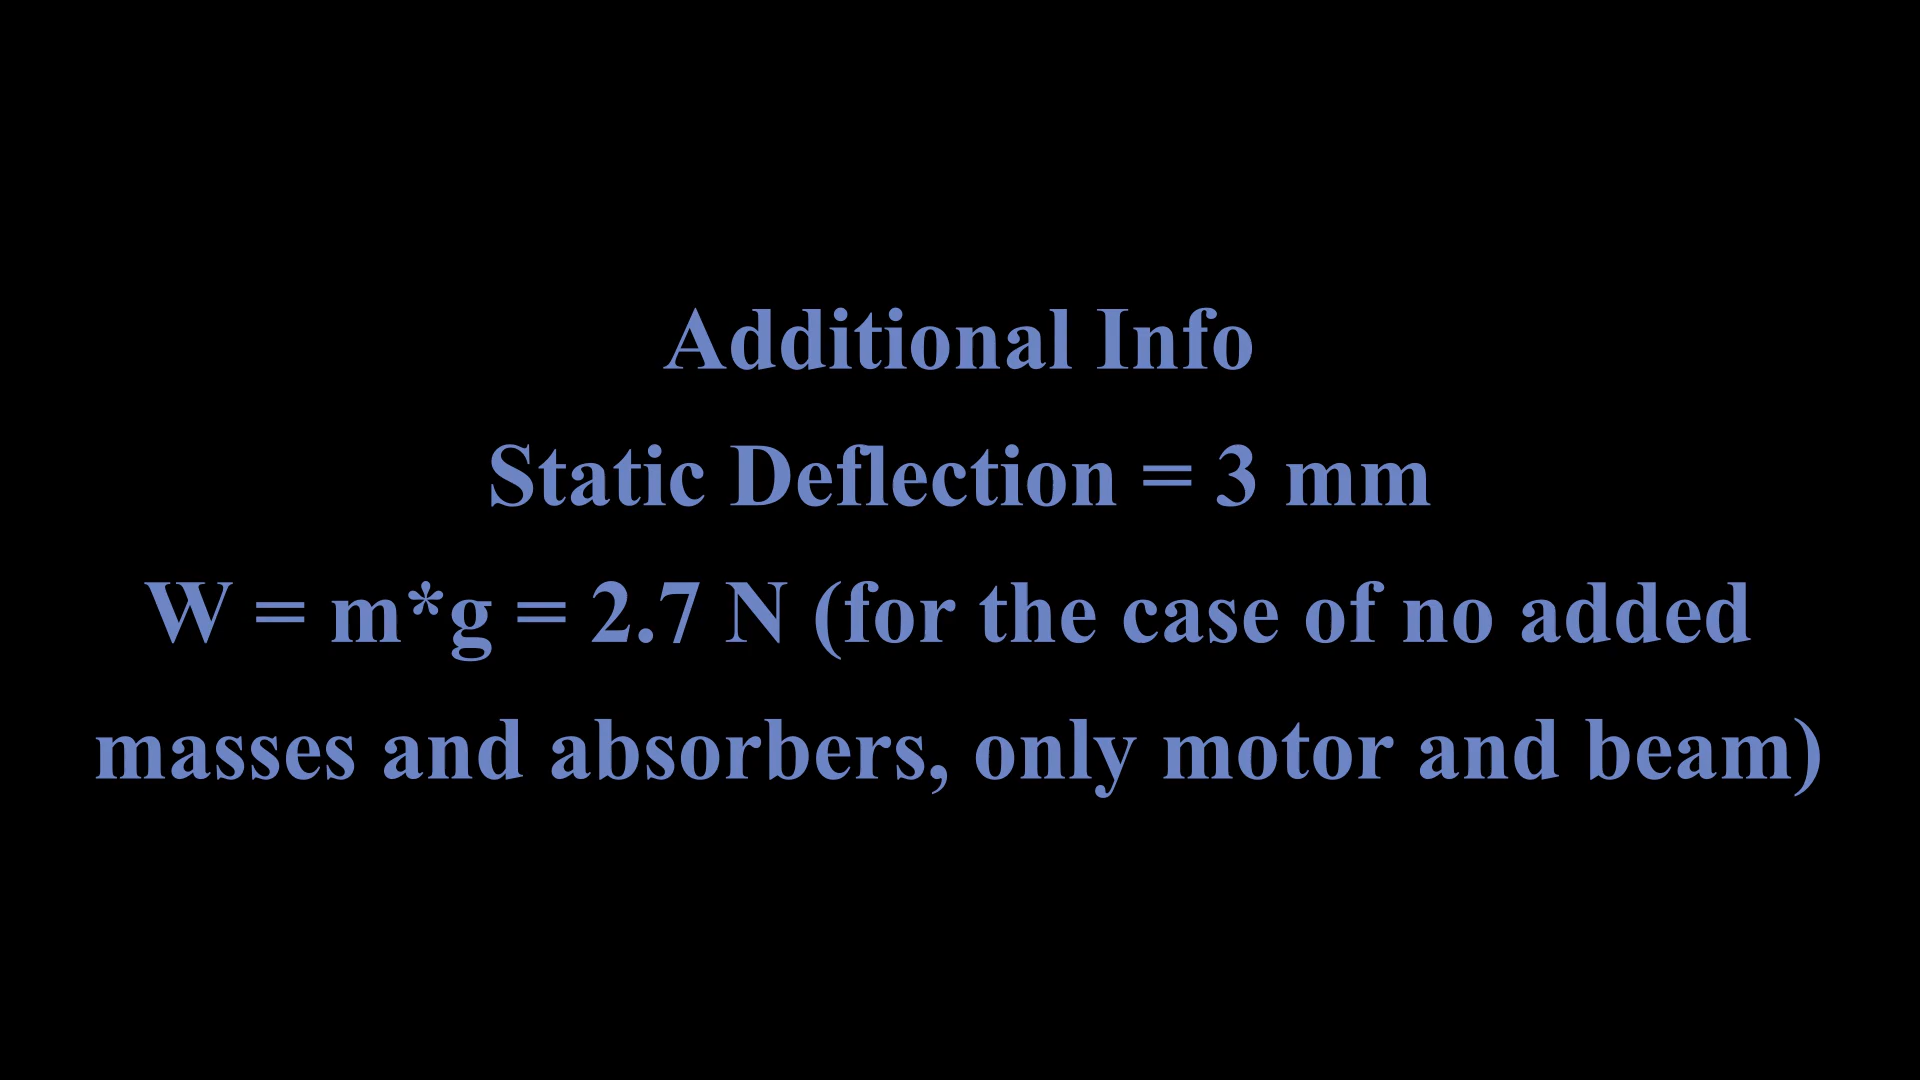 Additional Info
Static Deflection = 3 mm
W = m*g = 2.7 N (for the case of no added
masses and absorbers, only motor and beam)